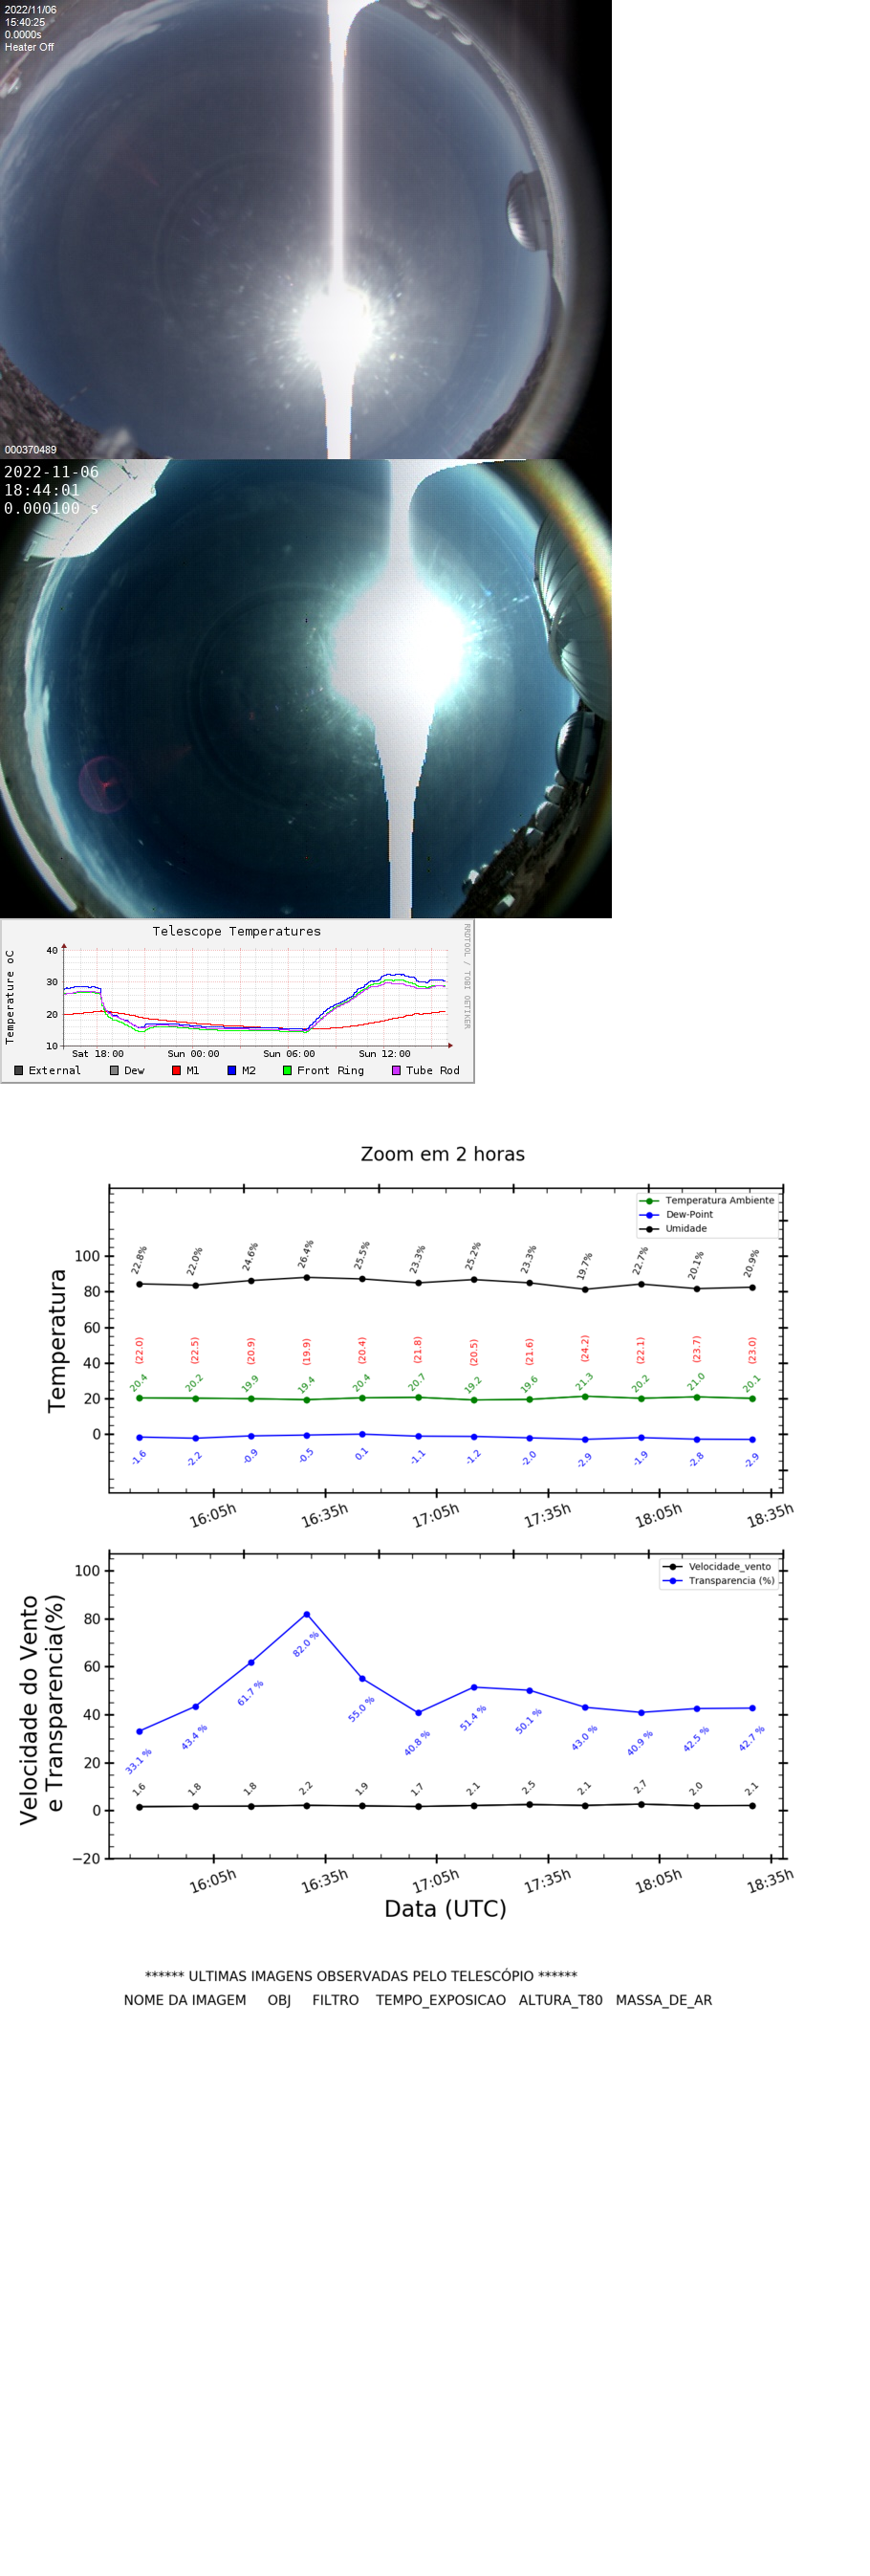 2022/11/06
15:40:25
0.0000s
Heater Off
000370489
2022-11-06
18:44:01
0.000100 s
Telescope Temperatures
RRDTOOL / TOBI OETIKER
Temperature oC
40
30
20
10
Sat 18:00 Sun 00:00 Sun 06:00 Sun 12:00
External Dew M1 M2 Front Ring Tube Rod
Zoom em 2 horas
Temperatura Ambiente
Dew-Point
Umidade
Temperatura
100
80
60
40
20
0
22.8% 22.0% 24.6% 26.4% 25.5% 23.3% 25.2% 23.3% 19.7% 22.7% 20.1% 20.9%
(22.0) (22.5) (20.9) (19.9) (20.4) (21.8) (20.5) (21.6) (24.2) (22.1) (23.7) (23.0)
20.4 20.2 19.9 19.4 20.4 20.7 19.2 19.6 21.3 20.2 21.0 20.1
-1.6 -2.2 -0.9 -0.5 0.1 -1.1 -1.2 -2.0 -2.9 -1.9 -2.8 -2.9
16:05h 16:35h 17:05h 17:35h 18:05h 18:35h
Velocidade_vento
Transparencia (%)
Velocidade do Vento
e Transparencia(%)
100
80
60
40
20
0
−20
33.1 % 43.4 % 61.7 % 82.0 % 55.0 % 40.8 % 51.4 % 50.1 % 43.0 % 40.9 % 42.5 % 42.7 %
1.6 1.8 1.8 2.2 1.9 1.7 2.1 2.5 2.1 2.7 2.0 2.1
16:05h 16:35h 17:05h 17:35h 18:05h 18:35h
Data (UTC)
****** ULTIMAS IMAGENS OBSERVADAS PELO TELESCÓPIO ******
NOME DA IMAGEM OBJ FILTRO TEMPO_EXPOSICAO ALTURA_T80 MASSA_DE_AR